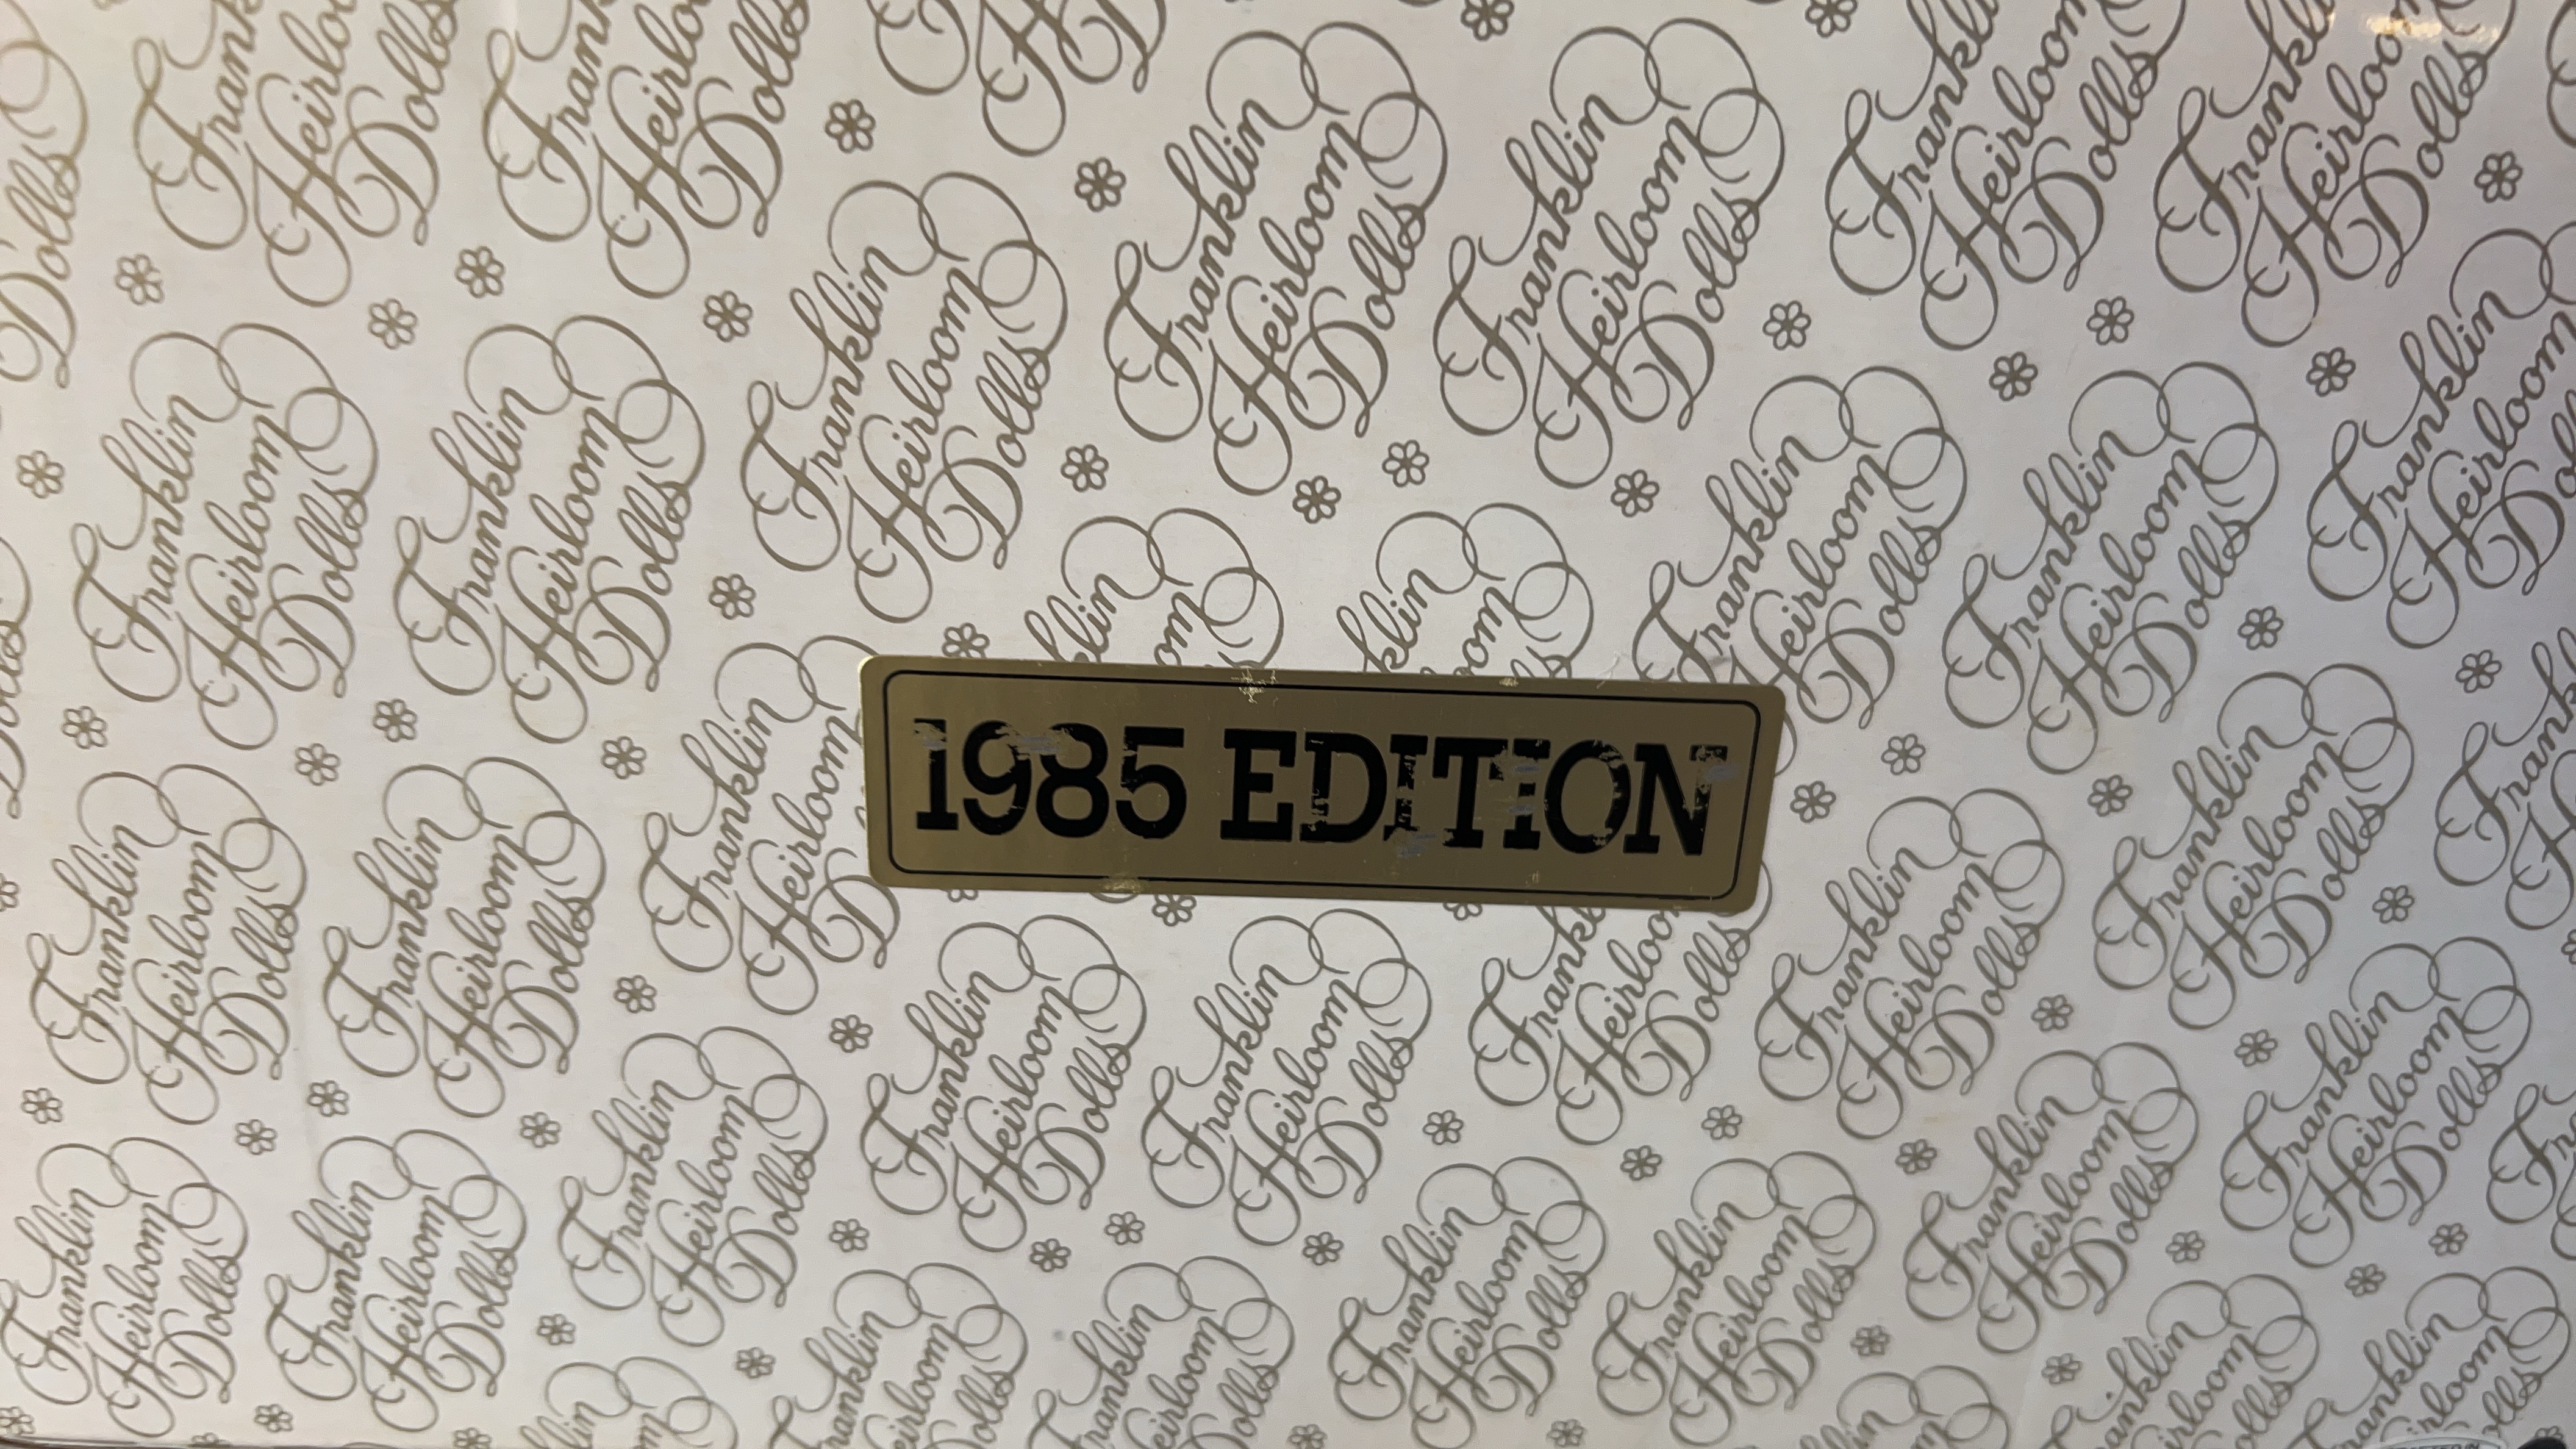 Franklin
Heirloom
Dolls
1985 EDITION